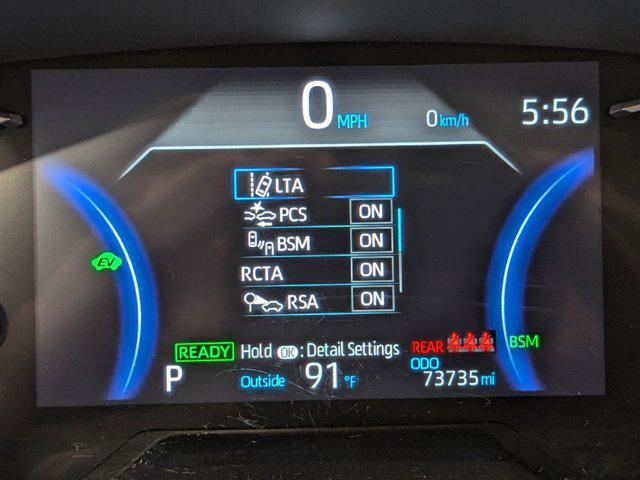 0 MPH 0 km/h 5:56
LTA
PCS ON
BSM ON
RCTA ON
RSA ON
EV
READY Hold OK : Detail Settings REAR BSM
ODO
P Outside 91 °F 73735 mi